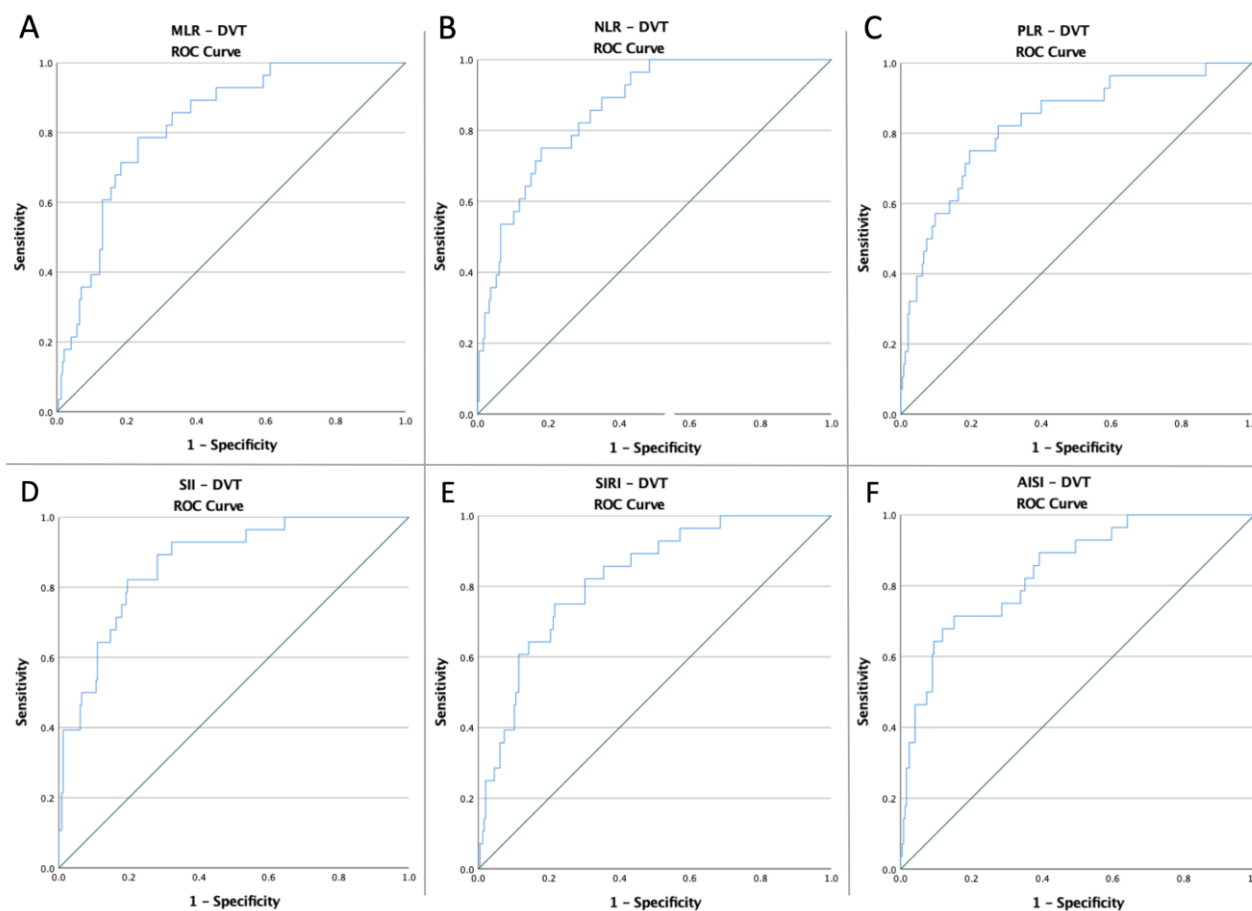 A
MLR – DVT
ROC Curve
Sensitivity
1.0
0.8
0.6
0.4
0.2
0.0
0.0 0.2 0.4 0.6 0.8 1.0
1 – Specificity
B
NLR – DVT
ROC Curve
Sensitivity
1.0
0.8
0.6
0.4
0.2
0.0
0.0 0.2 0.4 0.6 0.8 1.0
1 – Specificity
C
PLR – DVT
ROC Curve
Sensitivity
1.0
0.8
0.6
0.4
0.2
0.0
0.0 0.2 0.4 0.6 0.8
1 – Specificity
D
SII – DVT
ROC Curve
Sensitivity
1.0
0.8
0.6
0.4
0.2
0.0
0.0 0.2 0.4 0.6 0.8 1.0
1 – Specificity
E
SIRI – DVT
ROC Curve
Sensitivity
1.0
0.8
0.6
0.4
0.2
0.0
0.0 0.2 0.4 0.6 0.8 1.0
1 – Specificity
F
AISI – DVT
ROC Curve
Sensitivity
1.0
0.8
0.6
0.4
0.2
0.0
0.0 0.2 0.4 0.6 0.8
1 – Specificity